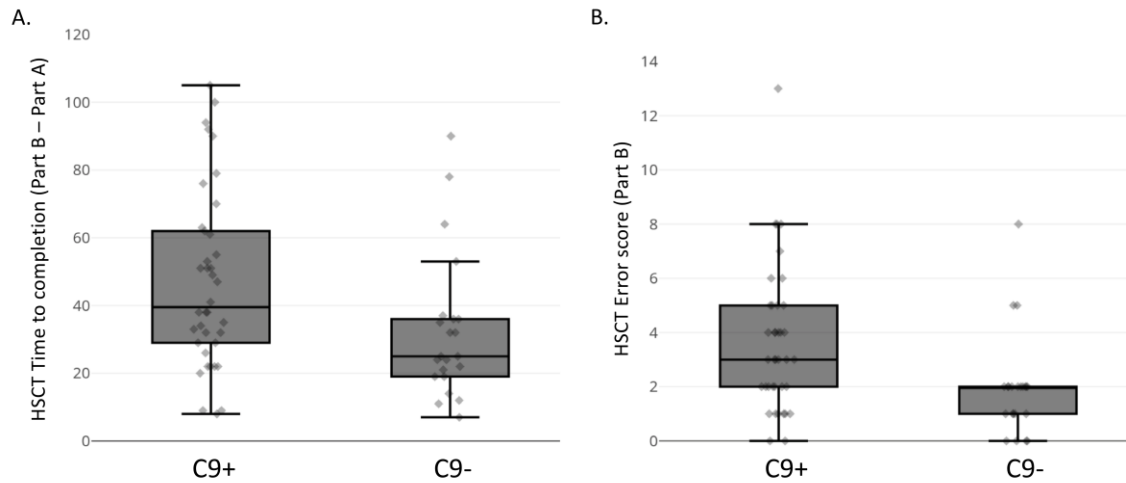 A.
HSCT Time to completion (Part B – Part A)
120
100
80
60
40
20
0
C9+
C9-
B.
HSCT Error score (Part B)
14
12
10
8
6
4
2
0
C9+
C9-